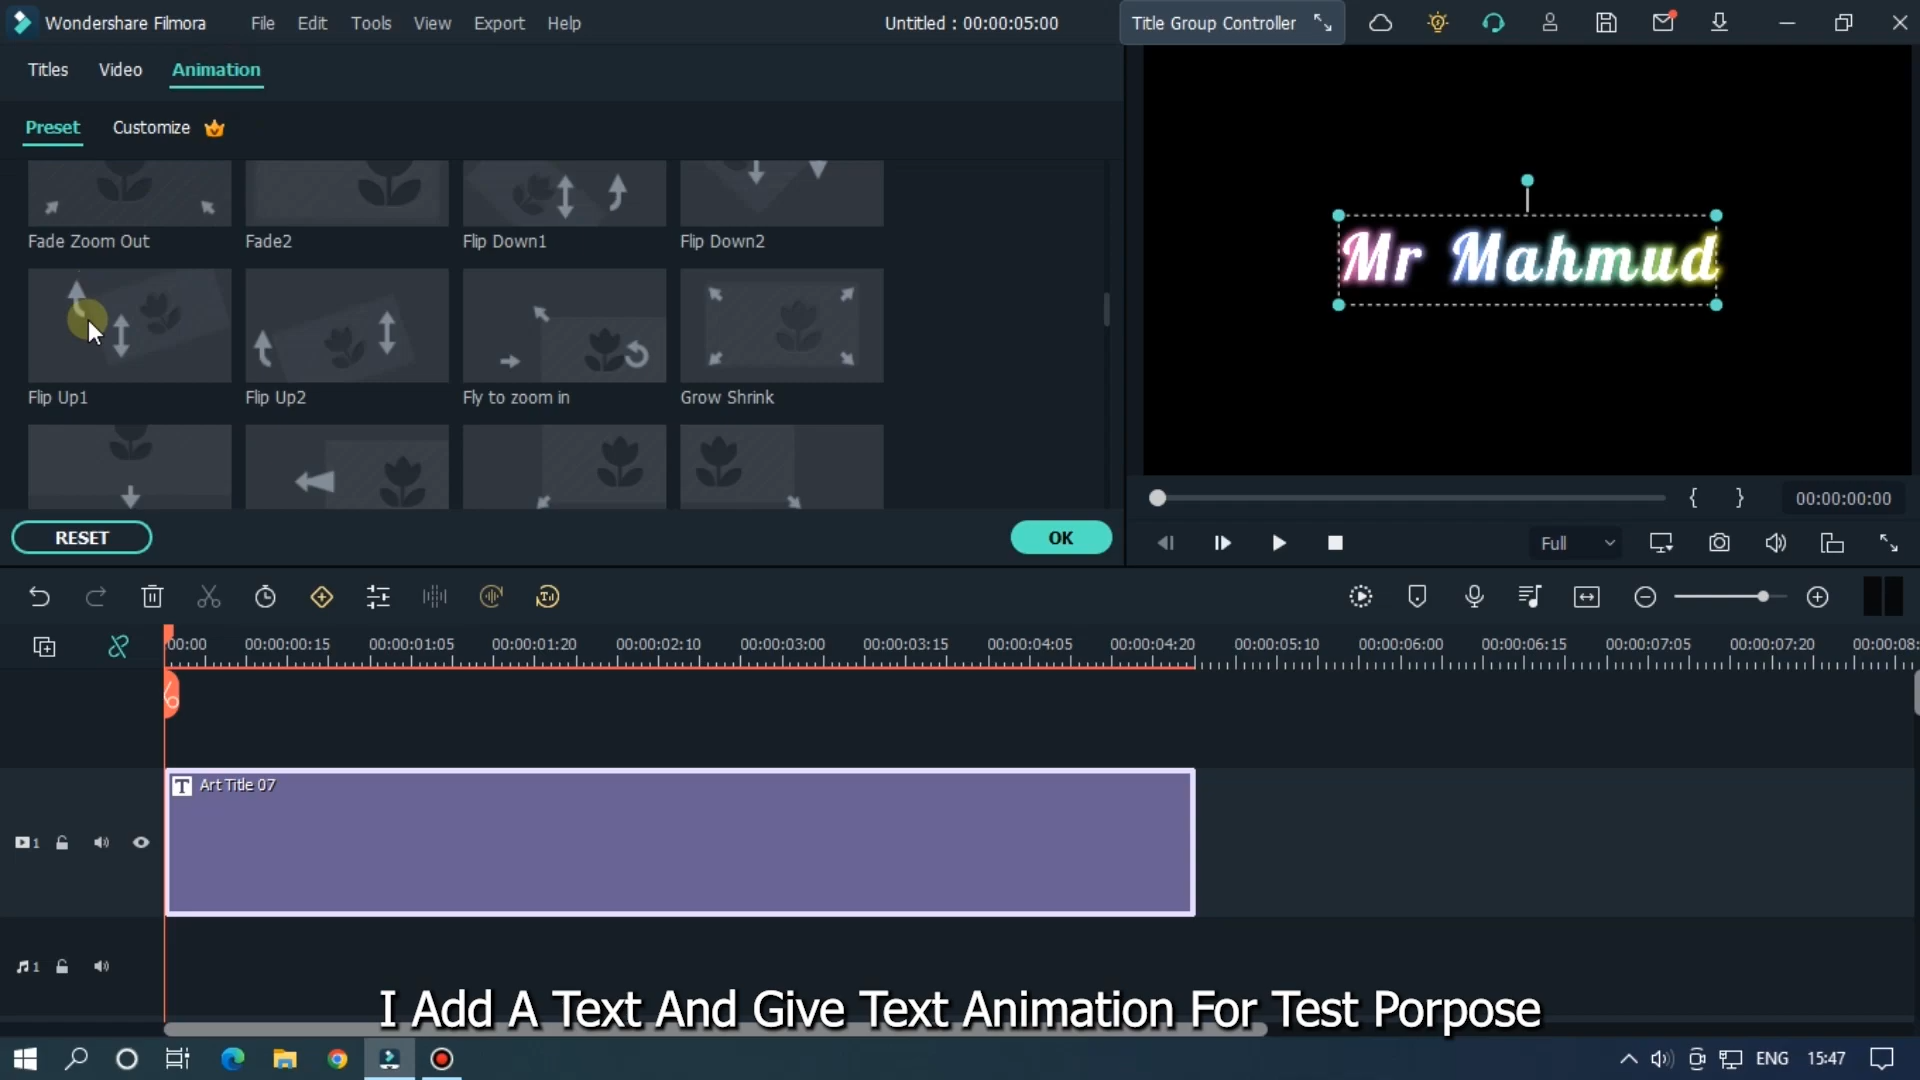 Wondershare Filmora File Edit Tools View Export Help Untitled : 00:00:05:00 Title Group Controller
Titles Video Animation
Preset Customize
Fade Zoom Out Fade2 Flip Down1 Flip Down2
Mr Mahmud
Flip Up1 Flip Up2 Fly to zoom in Grow Shrink
{ } 00:00:00:00
RESET OK
Full
00:00 00:00:00:15 00:00:01:05 00:00:01:20 00:00:02:10 00:00:03:00 00:00:03:15 00:00:04:05 00:00:04:20 00:00:05:10 00:00:06:00 00:00:06:15 00:00:07:05 00:00:07:20 00:00:08:
T Art Title 07
1
1
I Add A Text And Give Text Animation For Test Porpose
ENG 15:47